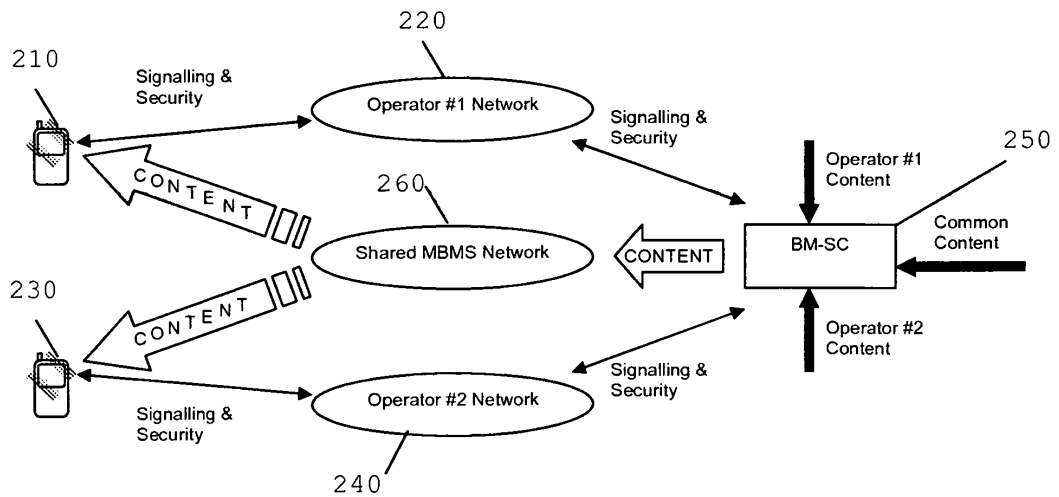 220
210
Signalling &
Security
Operator #1 Network
Signalling &
Security
250
Operator #1
Content
CONTENT
260
Common
Content
Shared MBMS Network
CONTENT
BM-SC
230
CONTENT
Operator #2
Content
Signalling &
Security
Operator #2 Network
Signalling &
Security
240